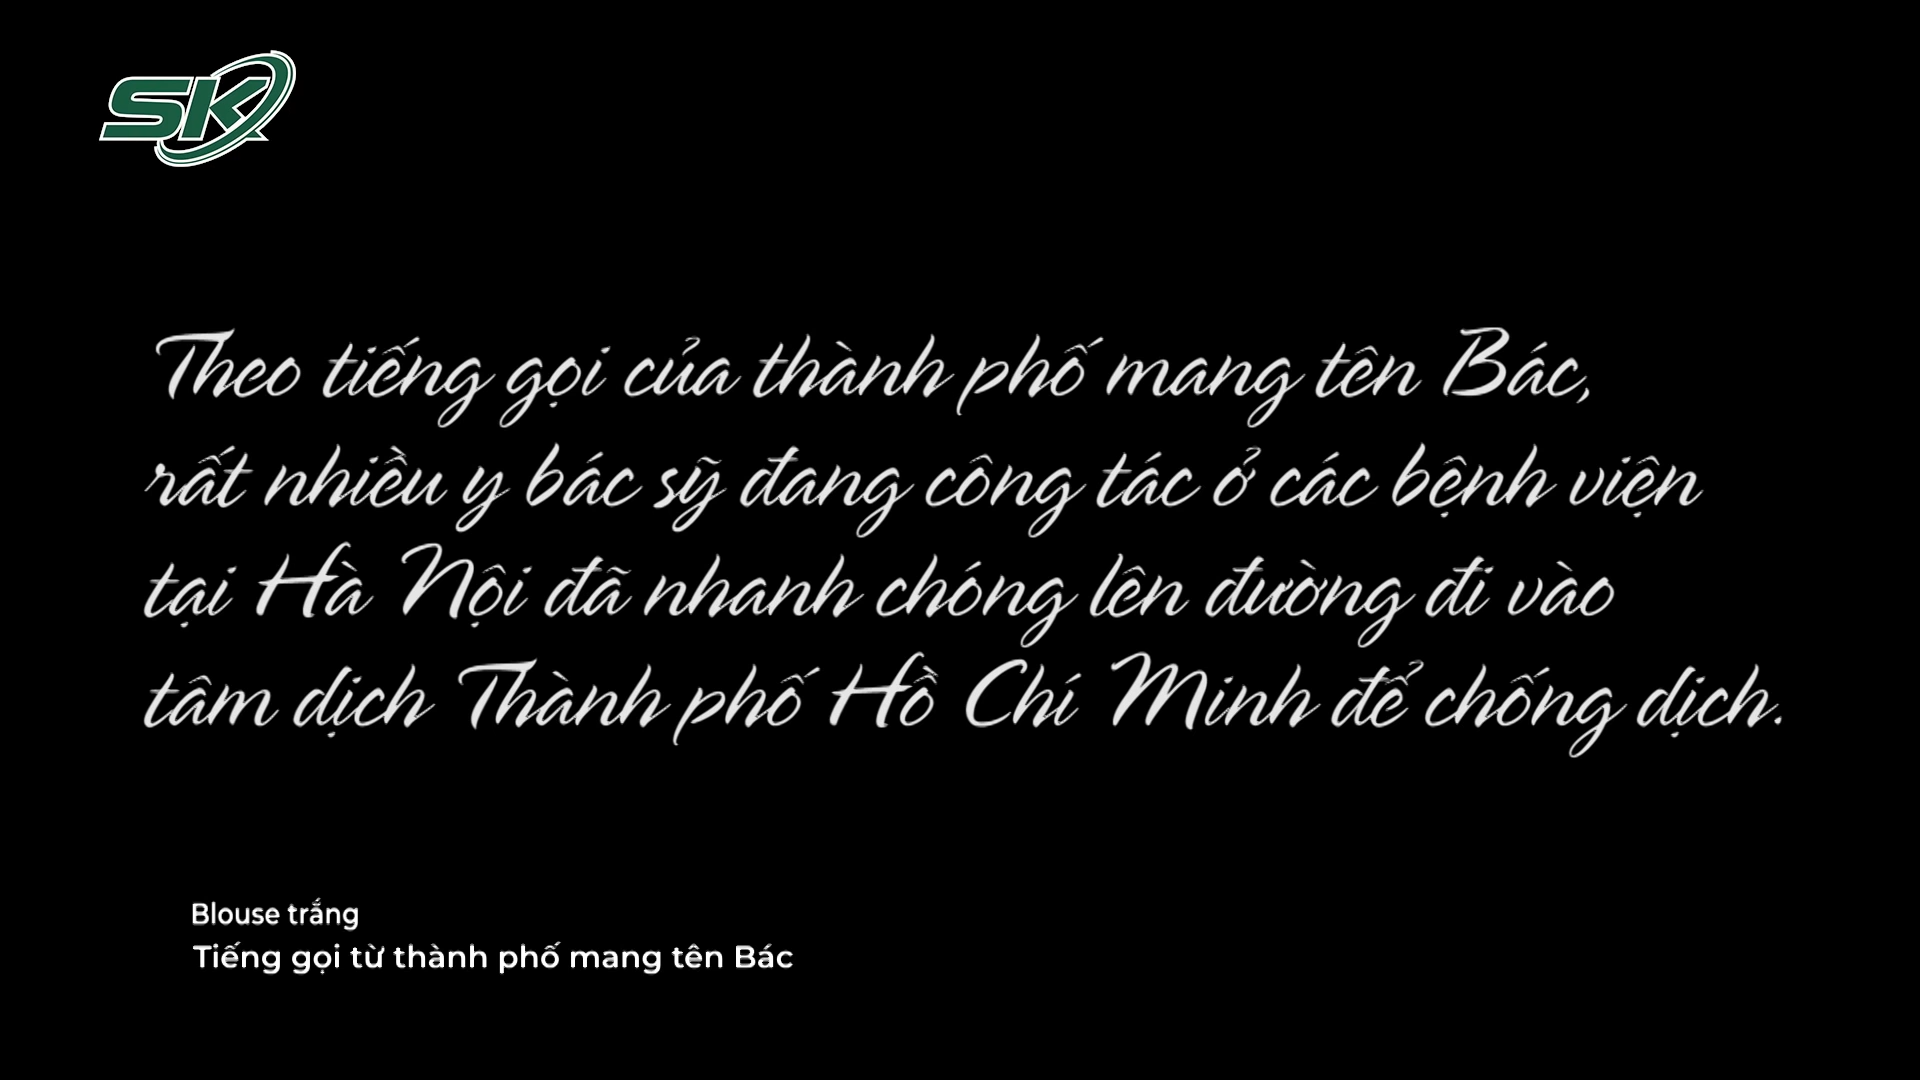 SK
Theo tiếng gọi của thành phố mang tên Bác,
rất nhiều y bác sỹ đang công tác ở các bệnh viện
tại Hà Nội đã nhanh chóng lên đường đi vào
tâm dịch Thành phố Hồ Chí Minh để chống dịch.
Blouse trắng
Tiếng gọi từ thành phố mang tên Bác